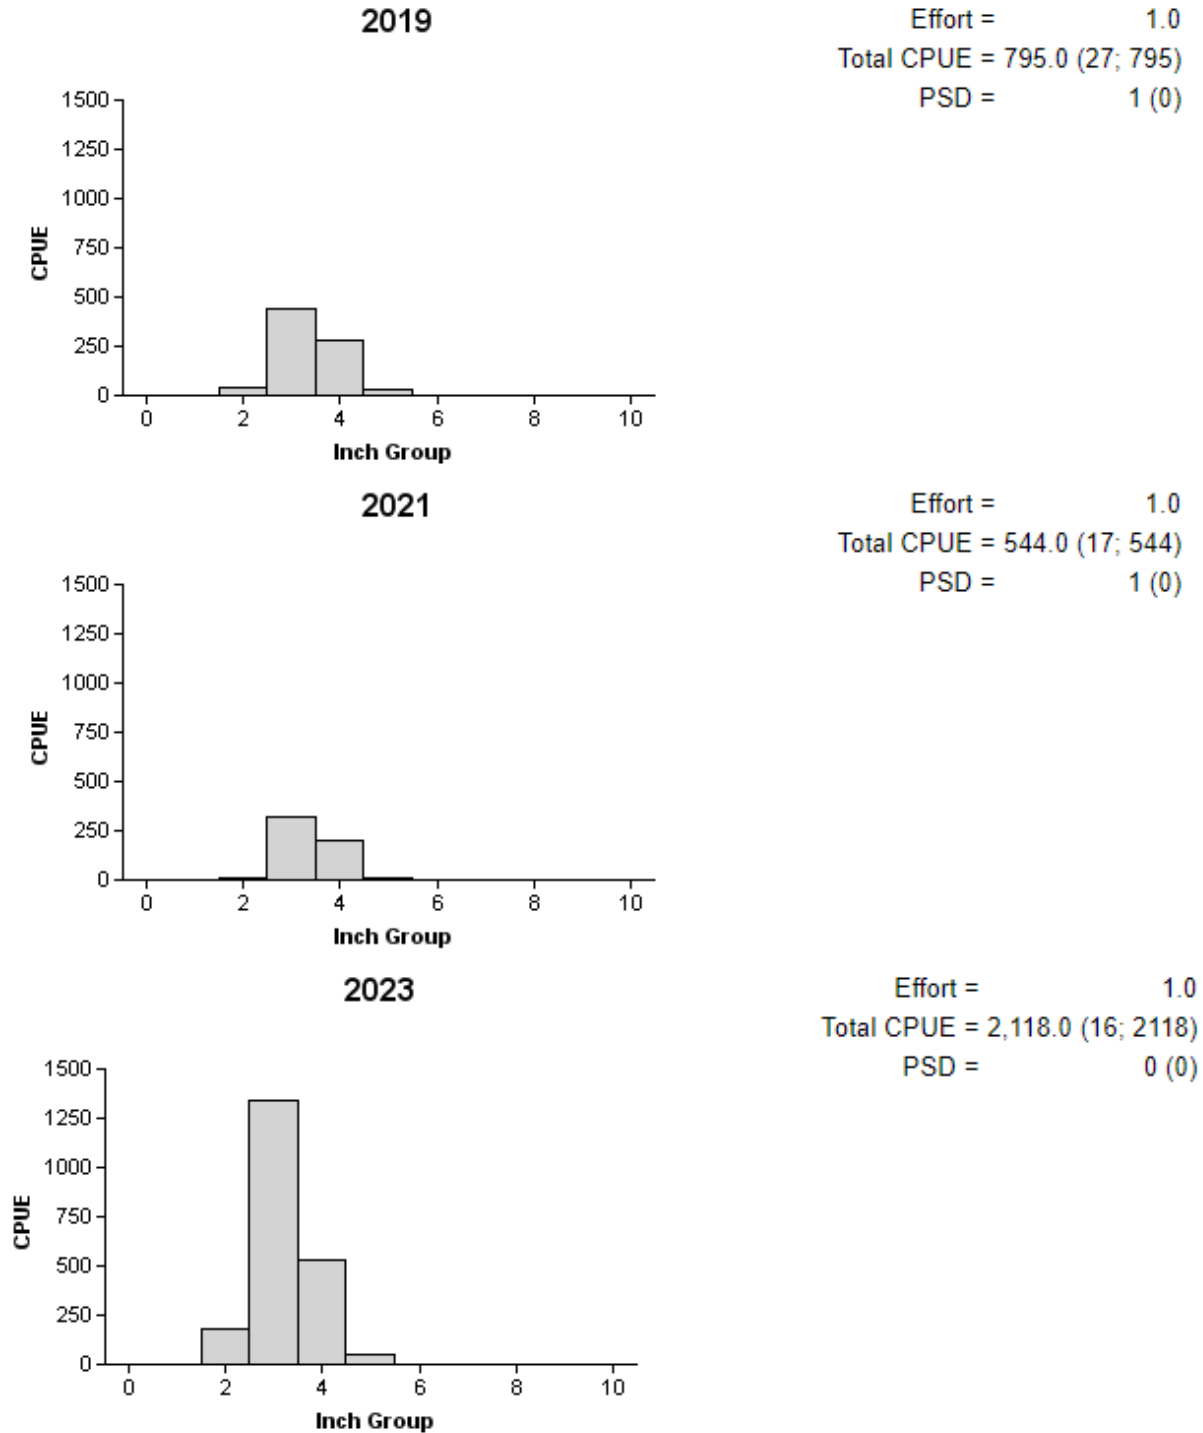 2019
Effort = 1.0
Total CPUE = 795.0 (27; 795)
PSD = 1 (0)
1500
1250
1000
750
500
250
0
CPUE
0 2 4 6 8 10
Inch Group
2021
Effort = 1.0
Total CPUE = 544.0 (17; 544)
PSD = 1 (0)
1500
1250
1000
750
500
250
0
CPUE
0 2 4 6 8 10
Inch Group
2023
Effort = 1.0
Total CPUE = 2,118.0 (16; 2118)
PSD = 0 (0)
1500
1250
1000
750
500
250
0
CPUE
0 2 4 6 8 10
Inch Group